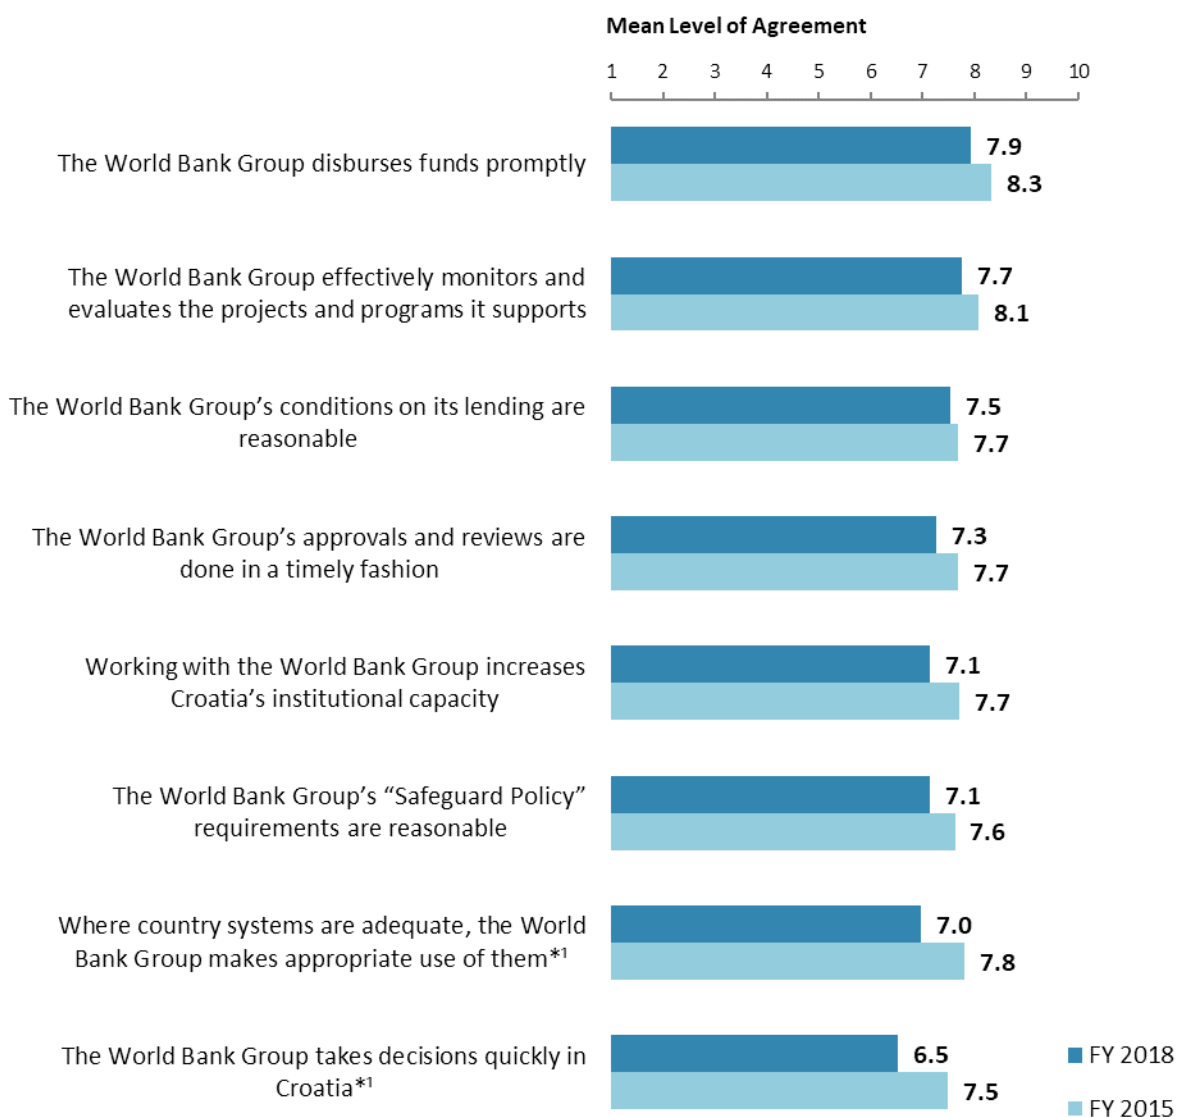 Mean Level of Agreement
1 2 3 4 5 6 7 8 9 10
The World Bank Group disburses funds promptly
7.9
8.3
The World Bank Group effectively monitors and
evaluates the projects and programs it supports
7.7
8.1
The World Bank Group’s conditions on its lending are
reasonable
7.5
7.7
The World Bank Group’s approvals and reviews are
done in a timely fashion
7.3
7.7
Working with the World Bank Group increases
Croatia’s institutional capacity
7.1
7.7
The World Bank Group’s “Safeguard Policy”
requirements are reasonable
7.1
7.6
Where country systems are adequate, the World
Bank Group makes appropriate use of them*¹
7.0
7.8
The World Bank Group takes decisions quickly in
Croatia*¹
6.5
7.5
FY 2018
FY 2015